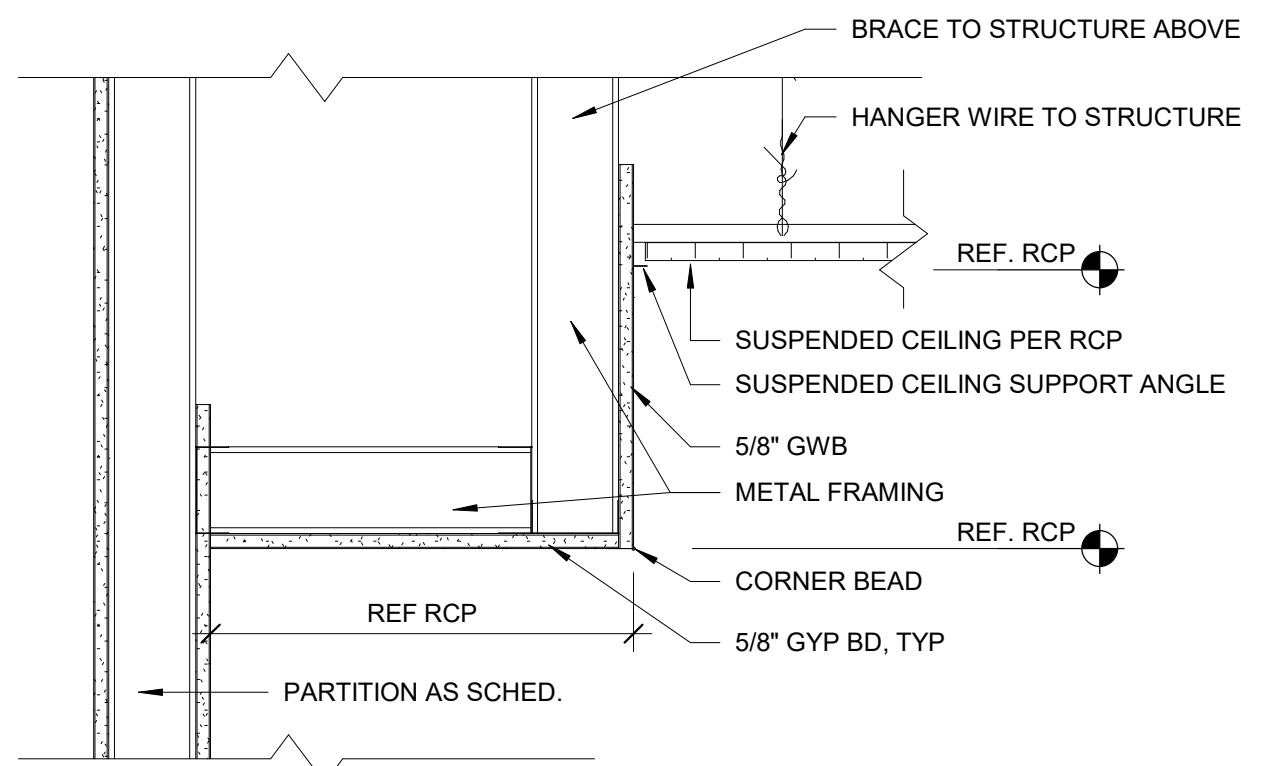 BRACE TO STRUCTURE ABOVE
HANGER WIRE TO STRUCTURE
REF. RCP
SUSPENDED CEILING PER RCP
SUSPENDED CEILING SUPPORT ANGLE
5/8" GWB
METAL FRAMING
REF. RCP
CORNER BEAD
REF RCP
5/8" GYP BD, TYP
PARTITION AS SCHED.